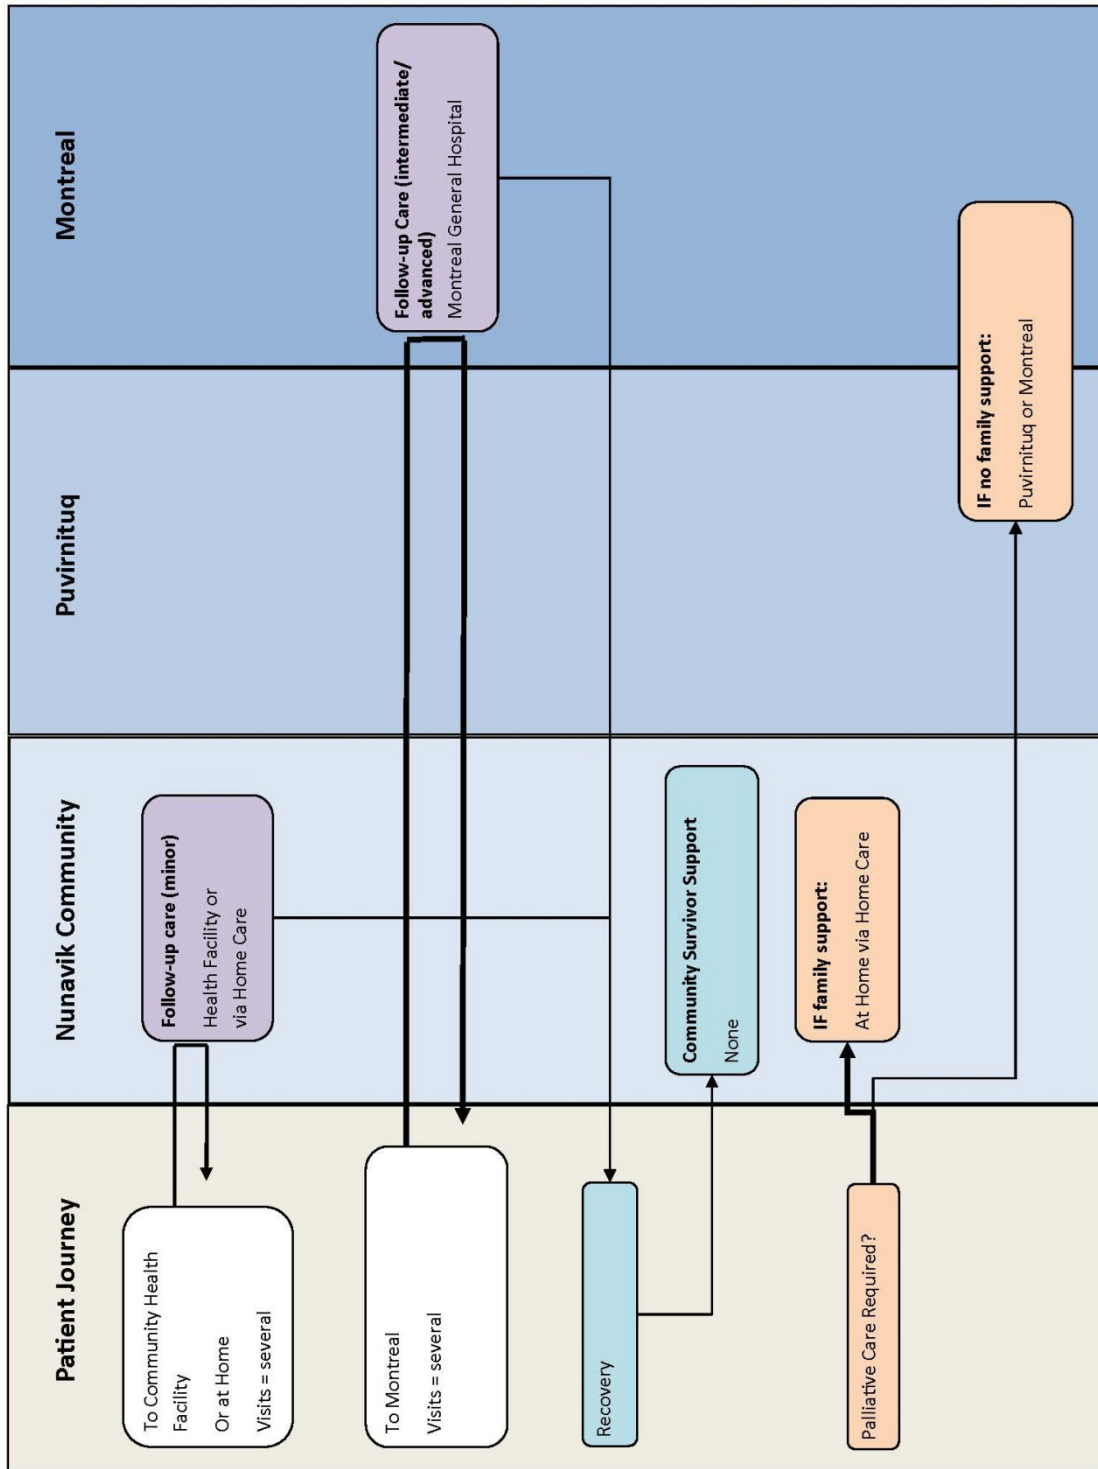 Patient Journey
Nunavik Community
Puvirnituq
Montreal
To Community Health
Facility
Or at Home
Visits = several
Follow-up care (minor)
Health Facility or
via Home Care
To Montreal
Visits = several
Follow-up Care (intermediate/
advanced)
Montreal General Hospital
Recovery
Community Survivor Support
None
Palliative Care Required?
IF family support:
At Home via Home Care
IF no family support:
Puvirnituq or Montreal